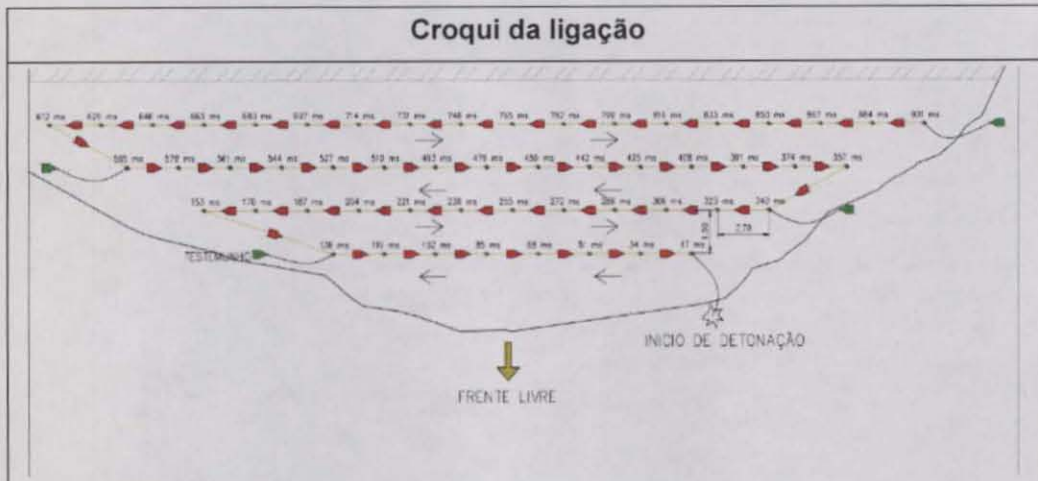 Croqui da ligação
612 ms 629 ms 646 ms 663 ms 680 ms 697 ms 714 ms 731 ms 748 ms 765 ms 782 ms 799 ms 816 ms 833 ms 850 ms 867 ms 884 ms 901 ms
595 ms 578 ms 561 ms 544 ms 527 ms 510 ms 493 ms 476 ms 459 ms 442 ms 425 ms 408 ms 391 ms 374 ms 357 ms
153 ms 170 ms 187 ms 204 ms 221 ms 238 ms 255 ms 272 ms 289 ms 306 ms 323 ms 340 ms
2,70
TESTEMUNHO
136 ms 119 ms 102 ms 85 ms 68 ms 51 ms 34 ms 17 ms
INICIO DE DETONAÇÃO
FRENTE LIVRE